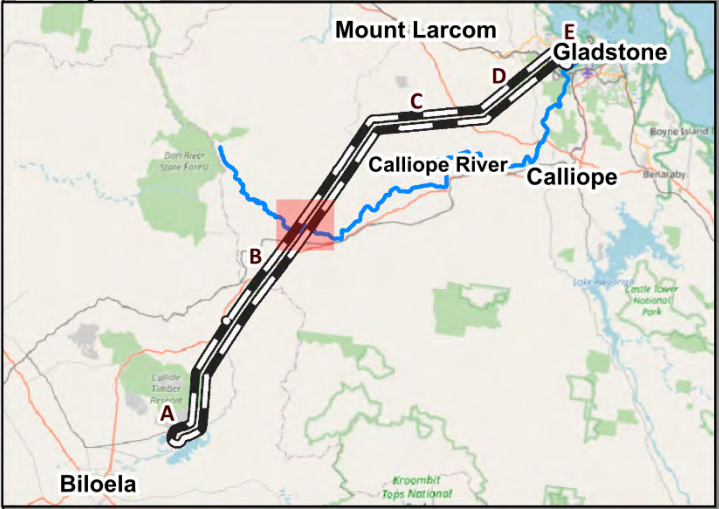 Mount Larcom
E
Gladstone
D
C
Boyne Island
Don River
State Forest
Calliope River
Calliope
Benaraby
B
Lake Awoonga
Castle Tower
National
Park
Callide
Timber
Reserve
A
Biloela
Kroombit
Tops National